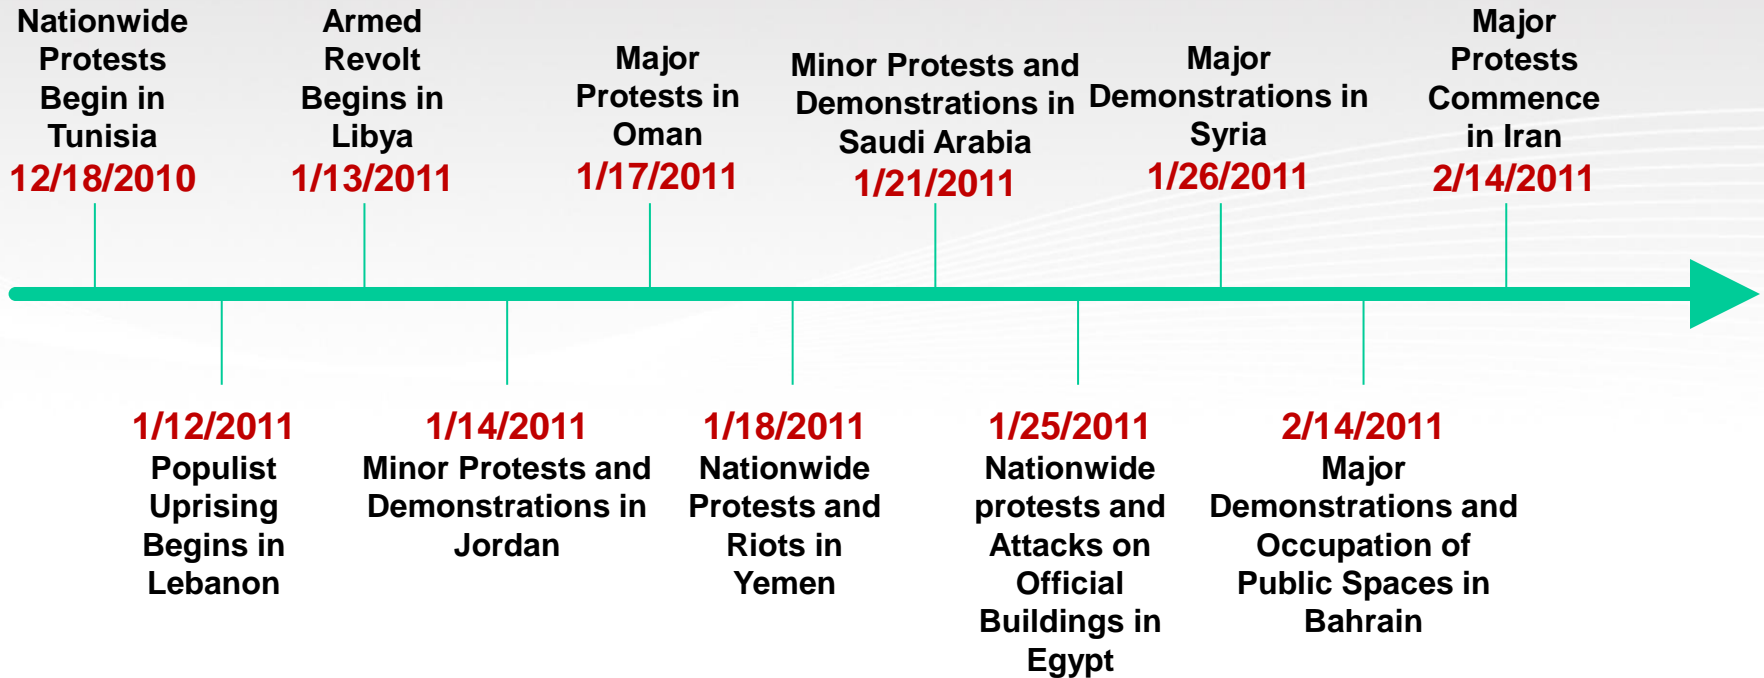 Nationwide
Protests
Begin in
Tunisia
12/18/2010
Armed
Revolt
Begins in
Libya
1/13/2011
Major
Protests in
Oman
1/17/2011
Minor Protests and
Demonstrations in
Saudi Arabia
1/21/2011
Major
Demonstrations in
Syria
1/26/2011
Major
Protests
Commence
in Iran
2/14/2011
1/12/2011
Populist
Uprising
Begins in
Lebanon
1/14/2011
Minor Protests and
Demonstrations in
Jordan
1/18/2011
Nationwide
Protests and
Riots in
Yemen
1/25/2011
Nationwide
protests and
Attacks on
Official
Buildings in
Egypt
2/14/2011
Major
Demonstrations and
Occupation of
Public Spaces in
Bahrain